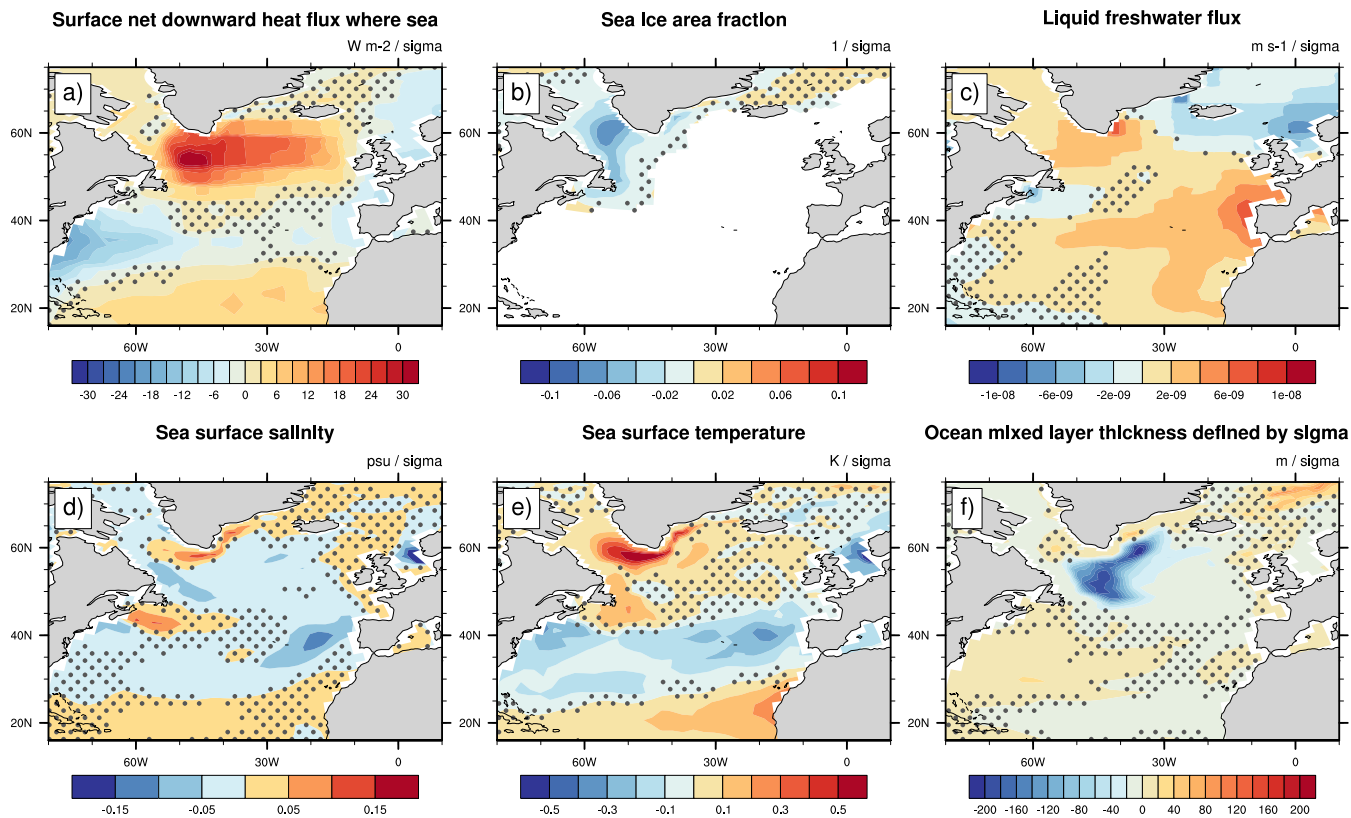 Surface net downward heat flux where sea
W m-2 / sigma
a)
60N
40N
20N
60W 30W 0
-30 -24 -18 -12 -6 0 6 12 18 24 30
Sea Ice area fraction
1 / sigma
b)
60N
40N
20N
60W 30W 0
-0.1 -0.06 -0.02 0.02 0.06 0.1
Liquid freshwater flux
m s-1 / sigma
c)
60N
40N
20N
60W 30W 0
-1e-08 -6e-09 -2e-09 2e-09 6e-09 1e-08
Sea surface salinity
psu / sigma
d)
60N
40N
20N
60W 30W 0
-0.15 -0.05 0.05 0.15
Sea surface temperature
K / sigma
e)
60N
40N
20N
60W 30W 0
-0.5 -0.3 -0.1 0.1 0.3 0.5
Ocean mixed layer thickness defined by sigma
m / sigma
f)
60N
40N
20N
60W 30W 0
-200 -160 -120 -80 -40 0 40 80 120 160 200